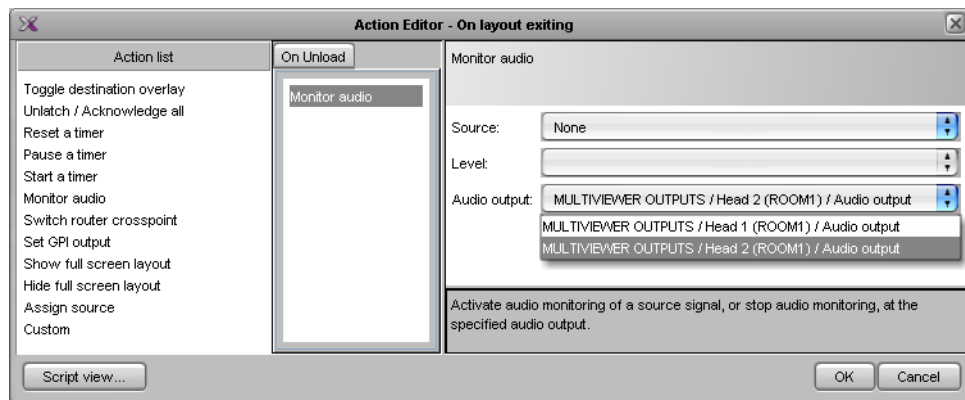 Action Editor - On layout exiting
Action list
Toggle destination overlay
Unlatch / Acknowledge all
Reset a timer
Pause a timer
Start a timer
Monitor audio
Switch router crosspoint
Set GPI output
Show full screen layout
Hide full screen layout
Assign source
Custom
On Unload
Monitor audio
Monitor audio
Source: None
Level:
Audio output: MULTIVIEWER OUTPUTS / Head 2 (ROOM1) / Audio output
MULTIVIEWER OUTPUTS / Head 1 (ROOM1) / Audio output
MULTIVIEWER OUTPUTS / Head 2 (ROOM1) / Audio output
Activate audio monitoring of a source signal, or stop audio monitoring, at the
specified audio output.
Script view... OK Cancel